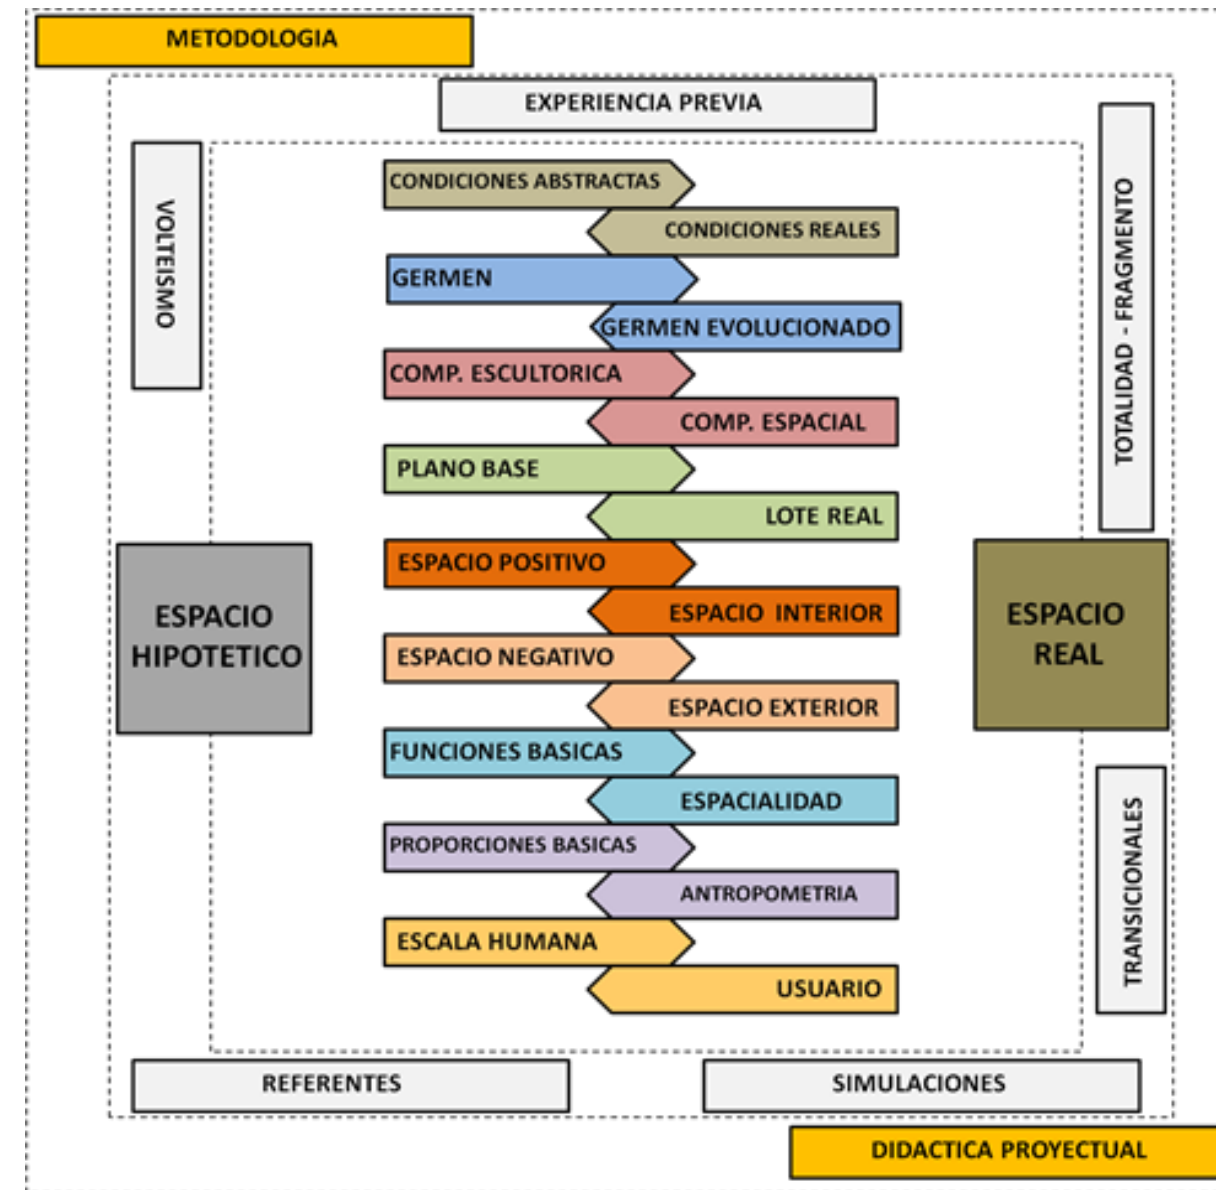 METODOLOGIA
EXPERIENCIA PREVIA
VOLTEISMO
TOTALIDAD - FRAGMENTO
CONDICIONES ABSTRACTAS
CONDICIONES REALES
GERMEN
GERMEN EVOLUCIONADO
COMP. ESCULTORICA
COMP. ESPACIAL
PLANO BASE
LOTE REAL
ESPACIO POSITIVO
ESPACIO INTERIOR
ESPACIO NEGATIVO
ESPACIO EXTERIOR
FUNCIONES BASICAS
ESPACIALIDAD
PROPORCIONES BASICAS
ANTROPOMETRIA
ESCALA HUMANA
USUARIO
ESPACIO
HIPOTETICO
ESPACIO
REAL
TRANSICIONALES
REFERENTES
SIMULACIONES
DIDACTICA PROYECTUAL